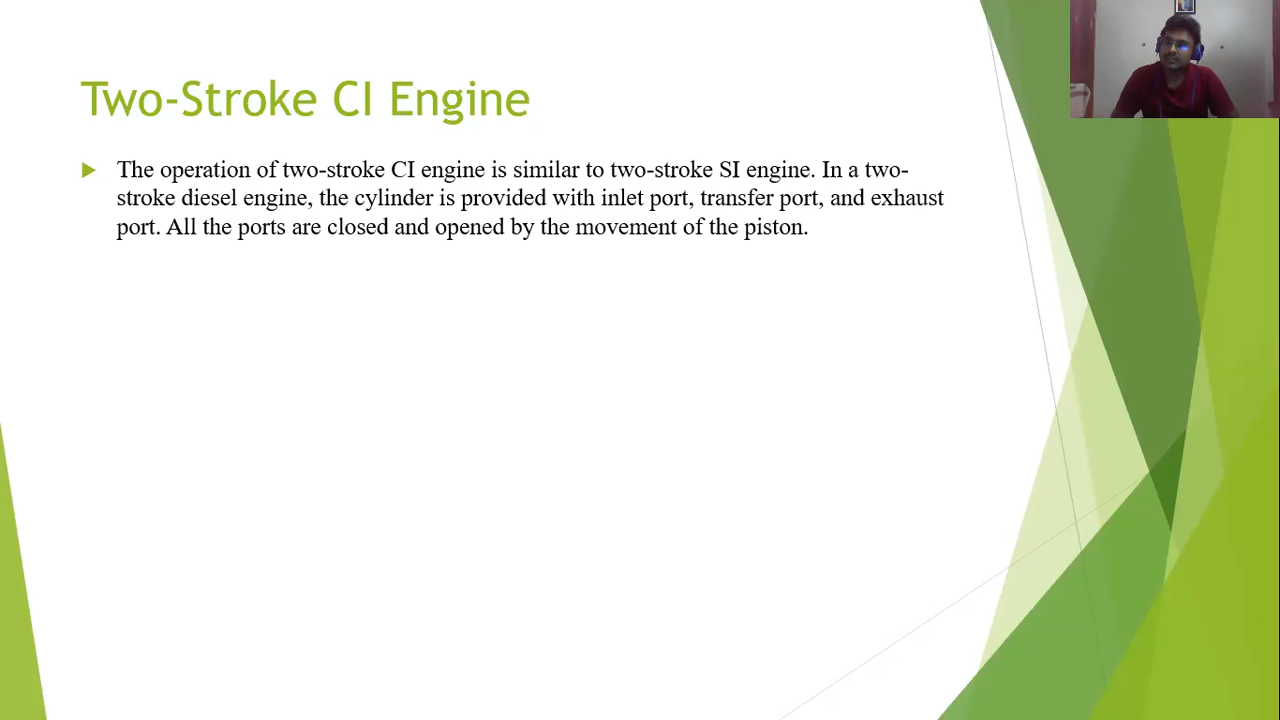 Two-Stroke CI Engine
The operation of two-stroke CI engine is similar to two-stroke SI engine. In a two-
stroke diesel engine, the cylinder is provided with inlet port, transfer port, and exhaust
port. All the ports are closed and opened by the movement of the piston.